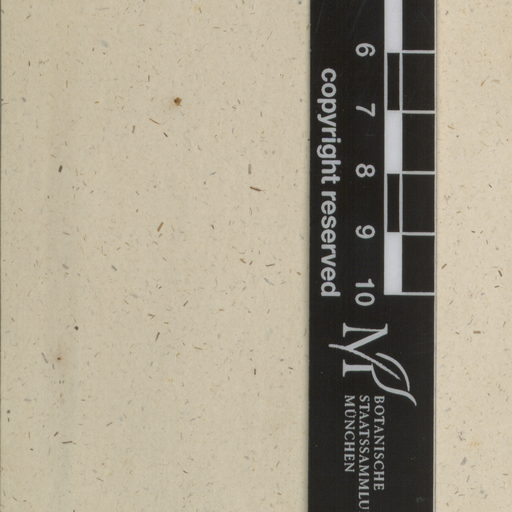 6 7 8 9 10
copyright reserved
M
BOTANISCHE
STAATSSAMMLU
MÜNCHEN